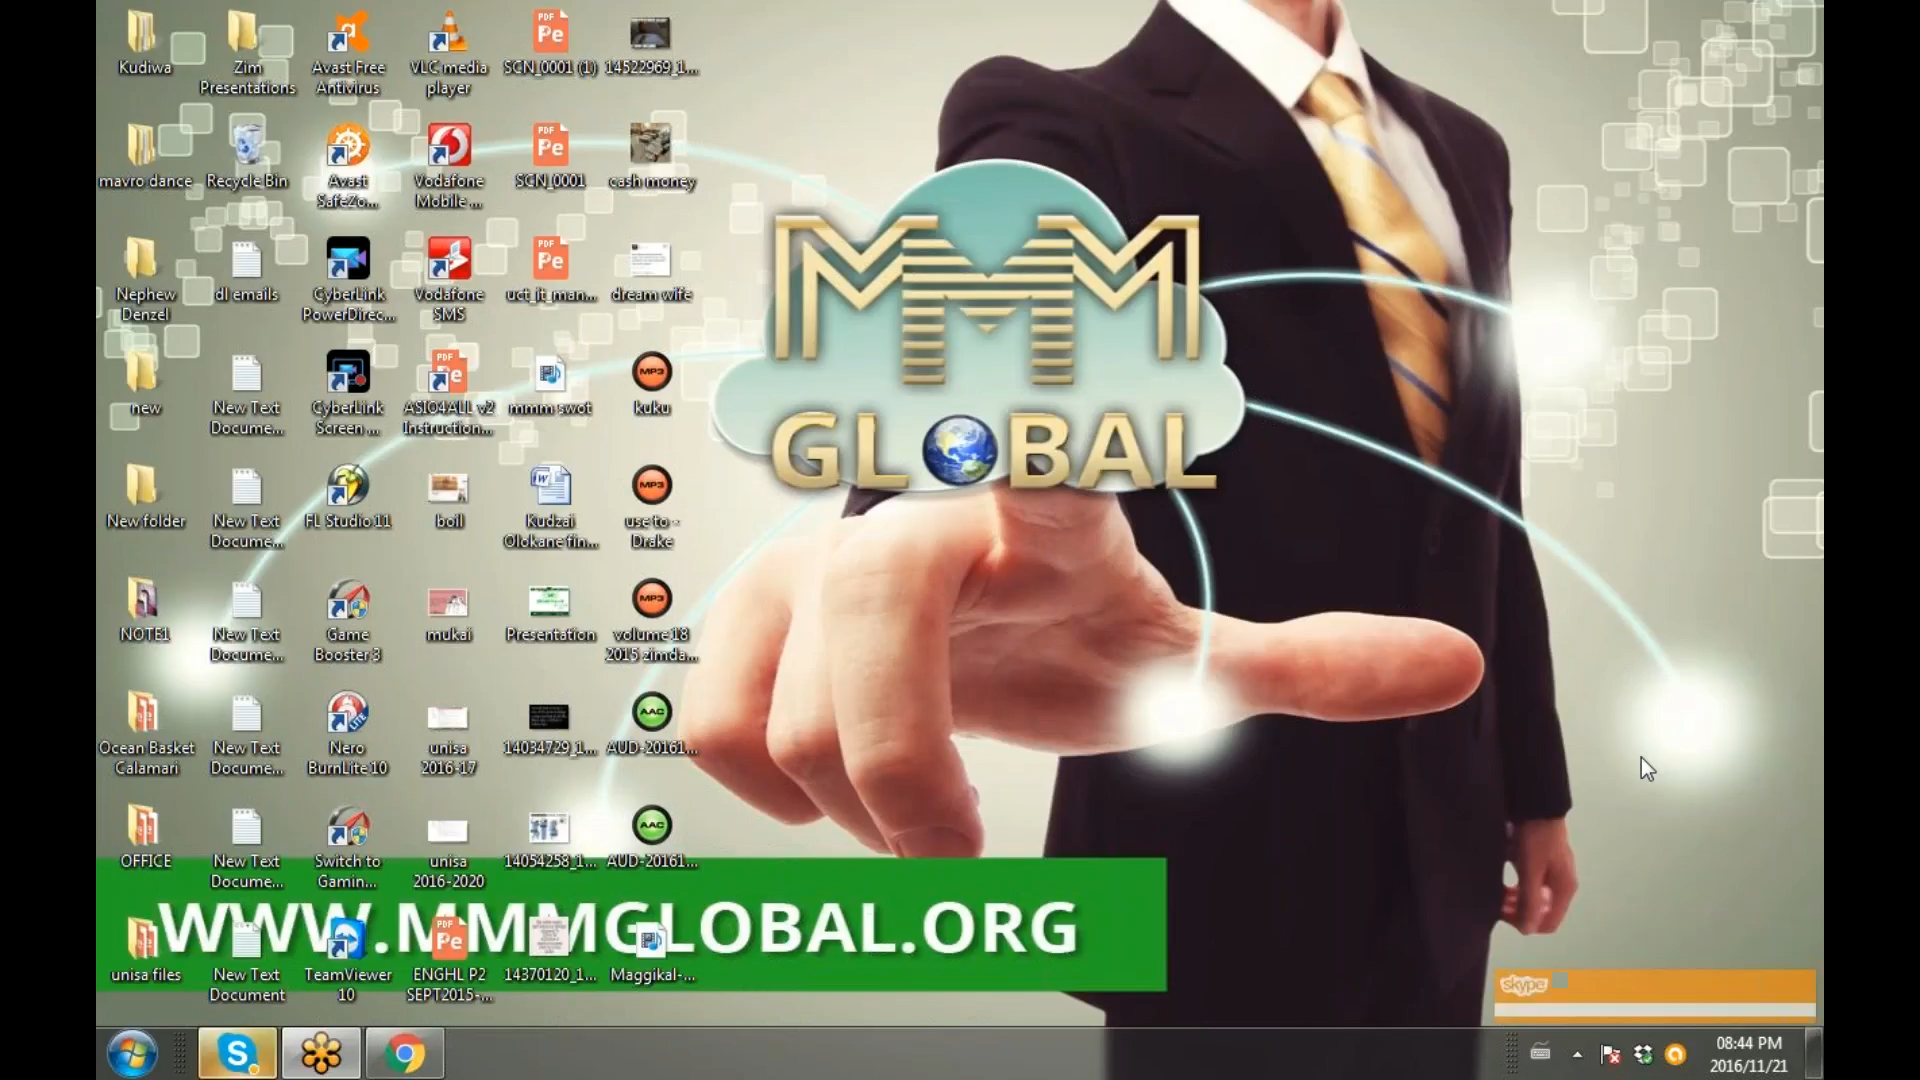 Kudiwa
Zim
Presentations
Avast Free
Antivirus
VLC media
player
SCN_0001 (1)
14522969_1...
mavro dance
Recycle Bin
Avast
SafeZo...
Vodafone
Mobile ...
SCN_0001
cash money
Nephew
Denzel
dl emails
CyberLink
PowerDirec...
Vodafone
SMS
uct_it_man...
dream wife
new
New Text
Docume...
CyberLink
Screen ...
ASIO4ALL v2
Instruction...
mmm swot
kuku
New folder
New Text
Docume...
FL Studio 11
boil
Kudzai
Olokane fin...
use to -
Drake
NOTE1
New Text
Docume...
Game
Booster 3
mukai
Presentation
volume 18
2015 zimda...
Ocean Basket
Calamari
New Text
Docume...
Nero
BurnLite 10
unisa
2016-17
14034729_1...
AUD-20161...
OFFICE
New Text
Docume...
Switch to
Gamin...
unisa
2016-2020
14054258_1...
AUD-20161...
unisa files
New Text
Document
TeamViewer
10
ENGHL P2
SEPT2015-...
14370120_1...
Maggikal-...
MMM
GLOBAL
WWW.MMMGLOBAL.ORG
skype
08:44 PM
2016/11/21